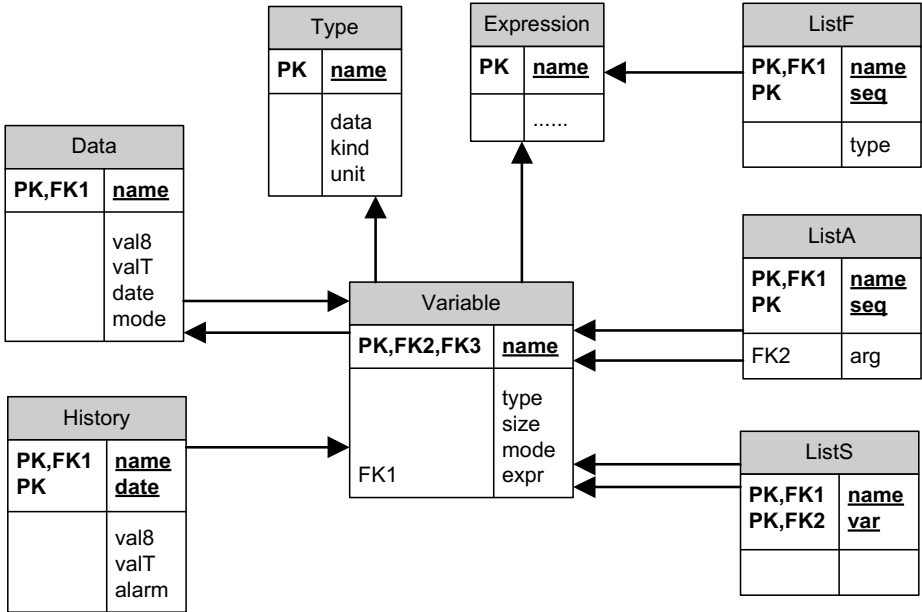 Type
PK name
data
kind
unit
Expression
PK name
......
ListF
PK,FK1 name
PK seq
type
Data
PK,FK1 name
val8
valT
date
mode
ListA
PK,FK1 name
PK seq
FK2 arg
Variable
PK,FK2,FK3 name
type
size
mode
FK1 expr
History
PK,FK1 name
PK date
val8
valT
alarm
ListS
PK,FK1 name
PK,FK2 var